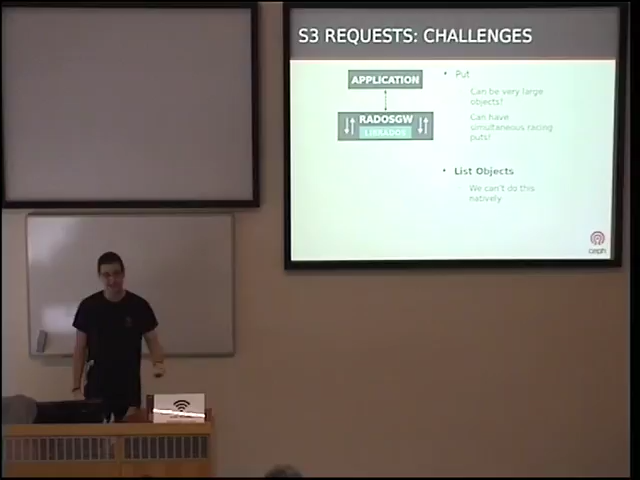 S3 REQUESTS: CHALLENGES
APPLICATION
RADOSGW
LIBRADOS
• Put
Can be very large
objects!
Can have
simultaneous racing
puts!
• List Objects
We can't do this
natively
ceph